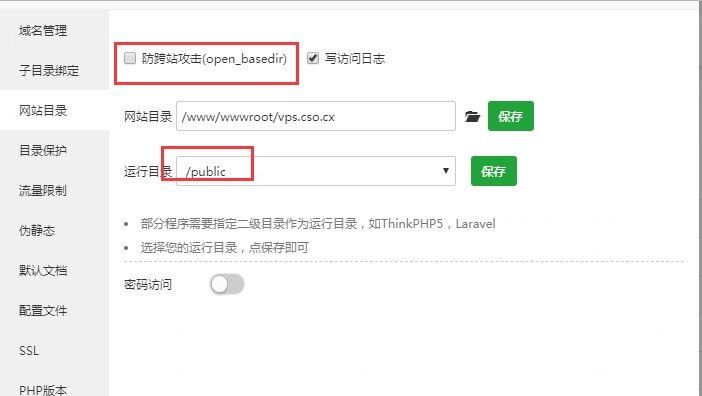 域名管理
子目录绑定
网站目录
目录保护
流量限制
伪静态
默认文档
配置文件
SSL
PHP版本
防跨站攻击(open_basedir) 写访问日志
网站目录 /www/wwwroot/vps.cso.cx 保存
运行目录 /public 保存
部分程序需要指定二级目录作为运行目录，如ThinkPHP5，Laravel
选择您的运行目录，点保存即可
密码访问